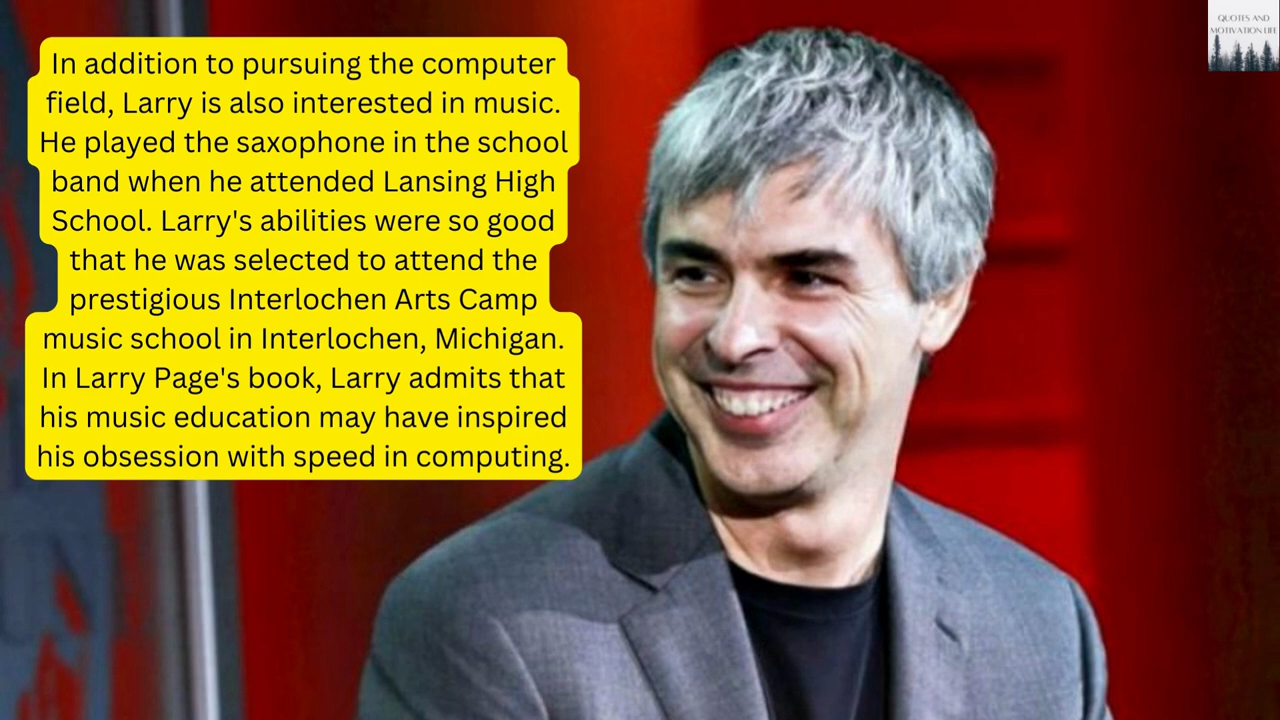 In addition to pursuing the computer
field, Larry is also interested in music.
He played the saxophone in the school
band when he attended Lansing High
School. Larry's abilities were so good
that he was selected to attend the
prestigious Interlochen Arts Camp
music school in Interlochen, Michigan.
In Larry Page's book, Larry admits that
his music education may have inspired
his obsession with speed in computing.
QUOTES AND
MOTIVATION LIFE